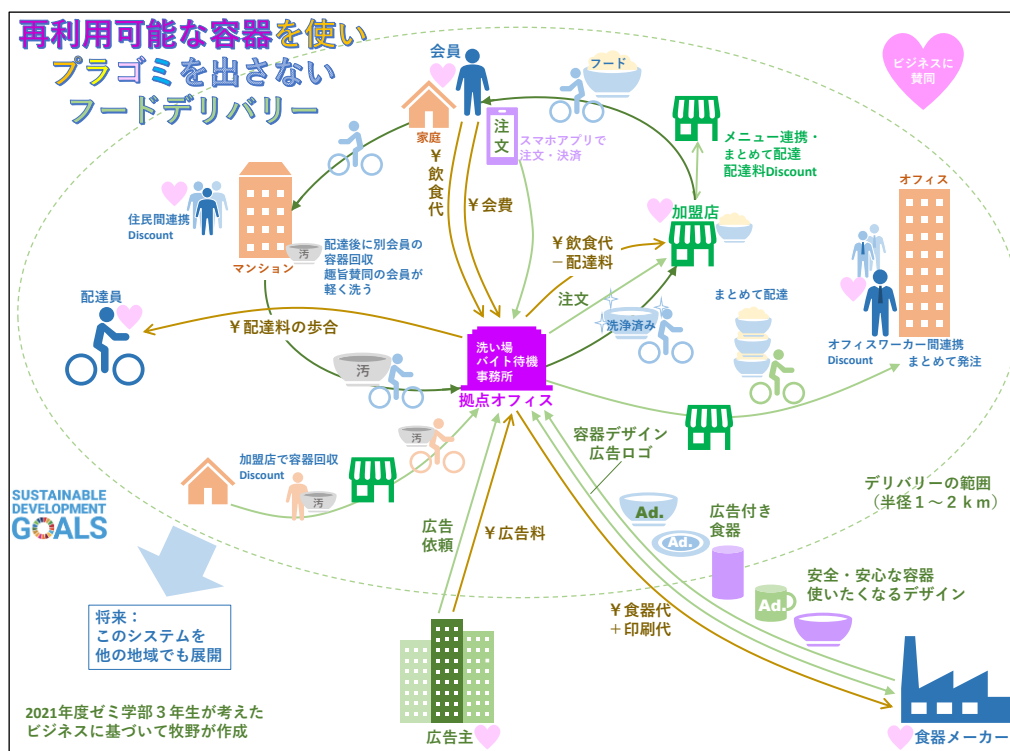 再利用可能な容器を使い
プラゴミを出さない
フードデリバリー
会員
フード
ビジネスに
賛同
家庭
注
文
スマホアプリで
注文・決済
メニュー連携・
まとめて配達
配達料Discount
¥
飲
食
代
¥会費
オフィス
住民間連携
Discount
加盟店
マンション
汚
配達後に別会員の
容器回収
趣旨賛同の会員が
軽く洗う
¥飲食代
－配達料
配達員
¥配達料の歩合
注文
まとめて配達
洗浄済み
洗い場
バイト待機
事務所
拠点オフィス
汚
オフィスワーカー間連携
Discount
まとめて発注
加盟店で容器回収
Discount
汚
汚
容器デザイン
広告ロゴ
デリバリーの範囲
（半径１～２ｋｍ）
SUSTAINABLE
DEVELOPMENT
GOALS
広告
依頼
¥広告料
Ad.
Ad.
広告付き
食器
Ad.
安全・安心な容器
使いたくなるデザイン
¥食器代
＋印刷代
将来：
このシステムを
他の地域でも展開
2021年度ゼミ学部３年生が考えた
ビジネスに基づいて牧野が作成
広告主
食器メーカー